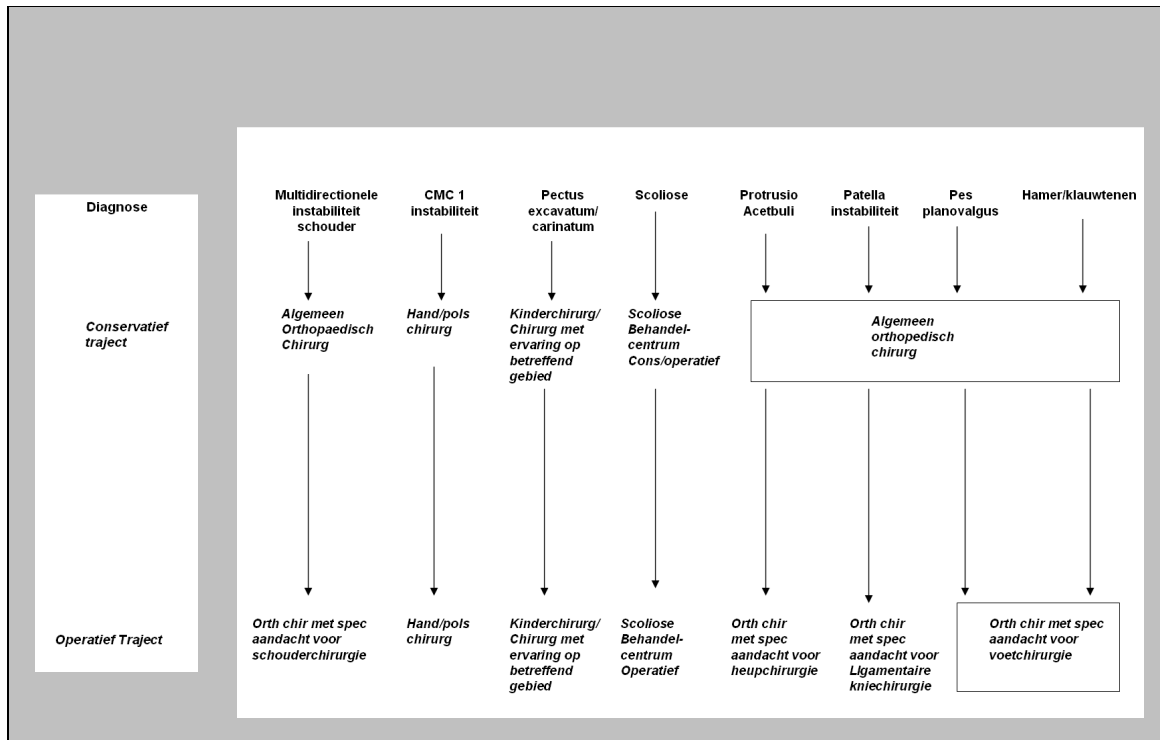 Diagnose
Multidirectionele
instabiliteit
schouder
CMC 1
instabiliteit
Pectus
excavatum/
carinatum
Scoliose
Protrusio
Acetbuli
Patella
instabiliteit
Pes
planovalgus
Hamer/klauwtenen
Conservatief
traject
Algemeen
Orthopaedisch
Chirurg
Hand/pols
chirurg
Kinderchirurg/
Chirurg met
ervaring op
betreffend
gebied
Scoliose
Behandel-
centrum
Cons/operatief
Algemeen
orthopedisch
chirurg
Operatief Traject
Orth chir met spec
aandacht voor
schouderchirurgie
Hand/pols
chirurg
Kinderchirurg/
Chirurg met
ervaring op
betreffend
gebied
Scoliose
Behandel-
centrum
Operatief
Orth chir
met spec
aandacht voor
heupchirurgie
Orth chir
met spec
aandacht voor
LIgamentaire
kniechirurgie
Orth chir met spec
aandacht voor
voetchirurgie